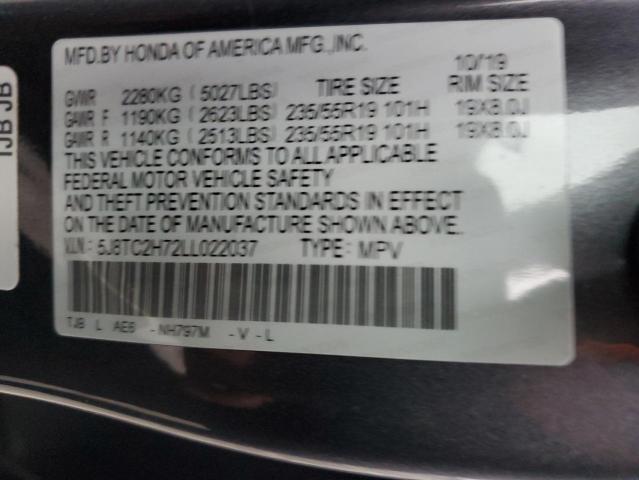 MFD.BY HONDA OF AMERICA MFG.,INC.
10/19
GVWR 2280KG (5027LBS) TIRE SIZE RIM SIZE
GAWR F 1190KG (2623LBS) 235/55R19 101H 19X8.0J
GAWR R 1140KG (2513LBS) 235/55R19 101H 19X8.0J
THIS VEHICLE CONFORMS TO ALL APPLICABLE
FEDERAL MOTOR VEHICLE SAFETY
AND THEFT PREVENTION STANDARDS IN EFFECT
ON THE DATE OF MANUFACTURE SHOWN ABOVE.
V.I.N.: 5J8TC2H72LL022037 TYPE: MPV
TJB L AE6 -NH797M -V -L
TJB JB